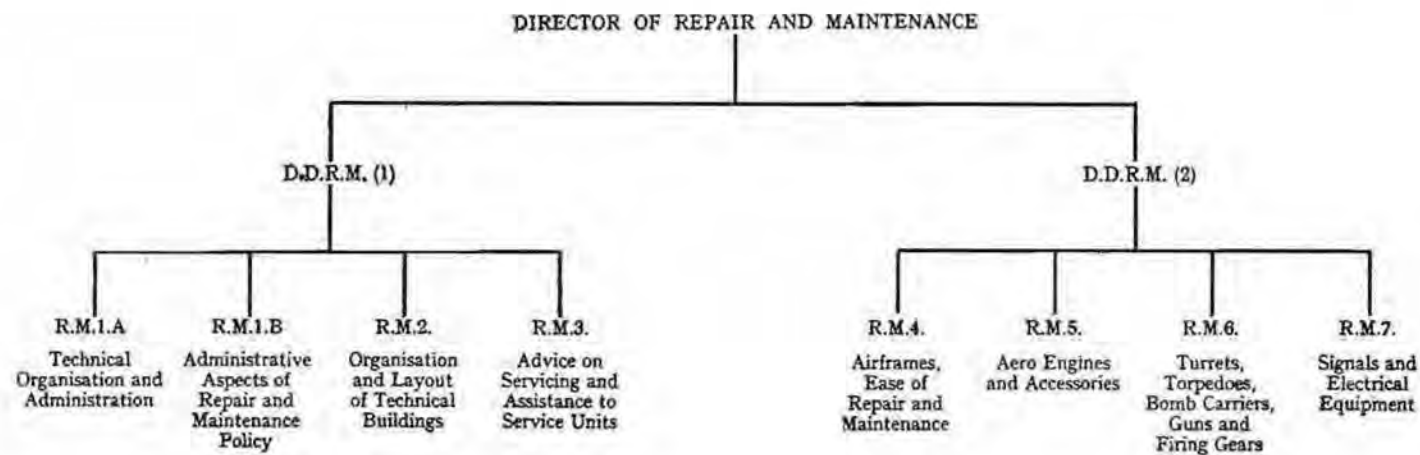 DIRECTOR OF REPAIR AND MAINTENANCE
D.D.R.M. (1)
D.D.R.M. (2)
R.M.1.A
Technical
Organisation and
Administration
R.M.1.B
Administrative
Aspects of
Repair and
Maintenance
Policy
R.M.2.
Organisation
and Layout
of Technical
Buildings
R.M.3.
Advice on
Servicing and
Assistance to
Service Units
R.M.4.
Airframes,
Ease of
Repair and
Maintenance
R.M.5.
Aero Engines
and Accessories
R.M.6.
Turrets,
Torpedoes,
Bomb Carriers,
Guns and
Firing Gears
R.M.7.
Signals and
Electrical
Equipment